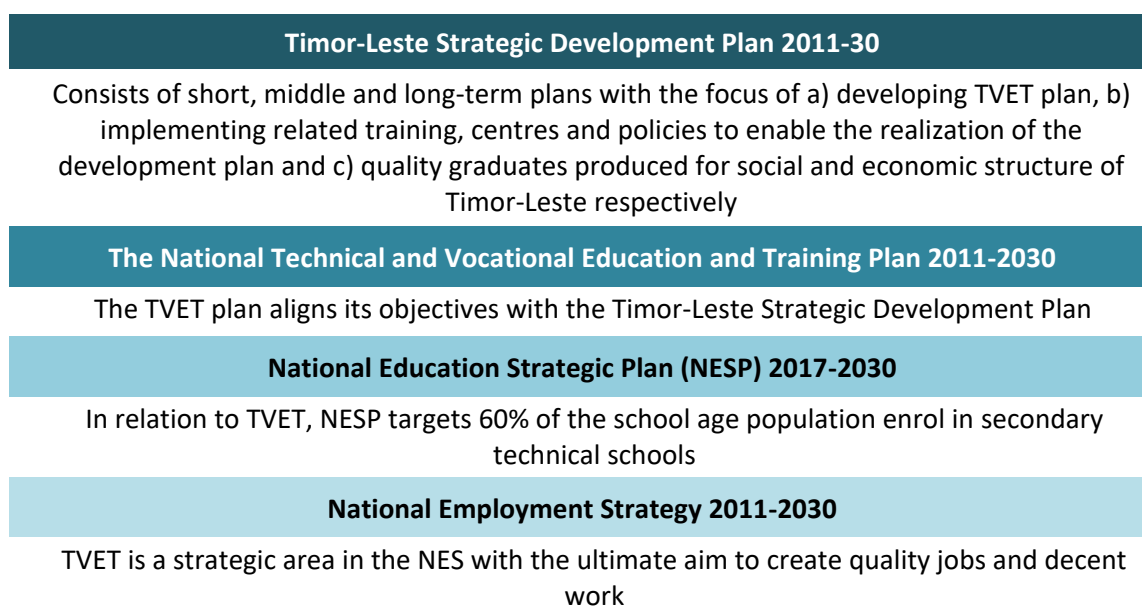 Timor-Leste Strategic Development Plan 2011-30
Consists of short, middle and long-term plans with the focus of a) developing TVET plan, b)
implementing related training, centres and policies to enable the realization of the
development plan and c) quality graduates produced for social and economic structure of
Timor-Leste respectively
The National Technical and Vocational Education and Training Plan 2011-2030
The TVET plan aligns its objectives with the Timor-Leste Strategic Development Plan
National Education Strategic Plan (NESP) 2017-2030
In relation to TVET, NESP targets 60% of the school age population enrol in secondary
technical schools
National Employment Strategy 2011-2030
TVET is a strategic area in the NES with the ultimate aim to create quality jobs and decent
work